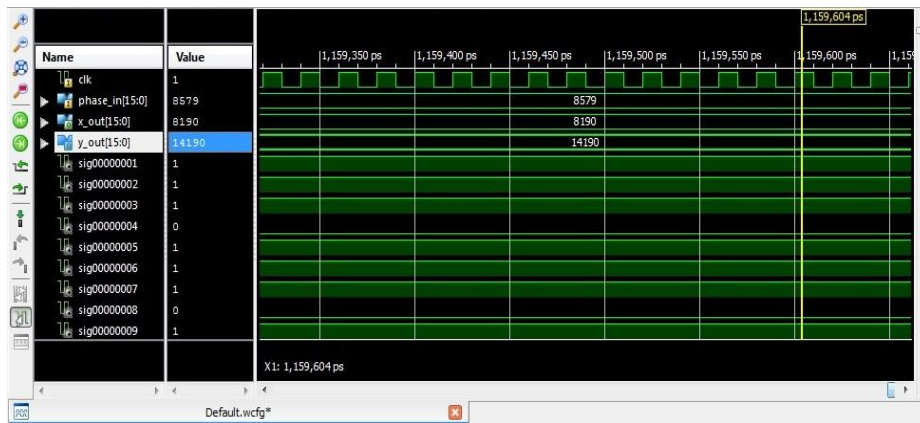 1,159,604 ps
Name Value
1,159,350 ps 1,159,400 ps 1,159,450 ps 1,159,500 ps 1,159,550 ps 1,159,600 ps 1,159
clk 1
phase_in[15:0] 8579 8579
x_out[15:0] 8190 8190
y_out[15:0] 14190 14190
sig00000001 1
sig00000002 1
sig00000003 1
sig00000004 0
sig00000005 1
sig00000006 1
sig00000007 1
sig00000008 0
sig00000009 1
X1: 1,159,604 ps
Default.wcfg*